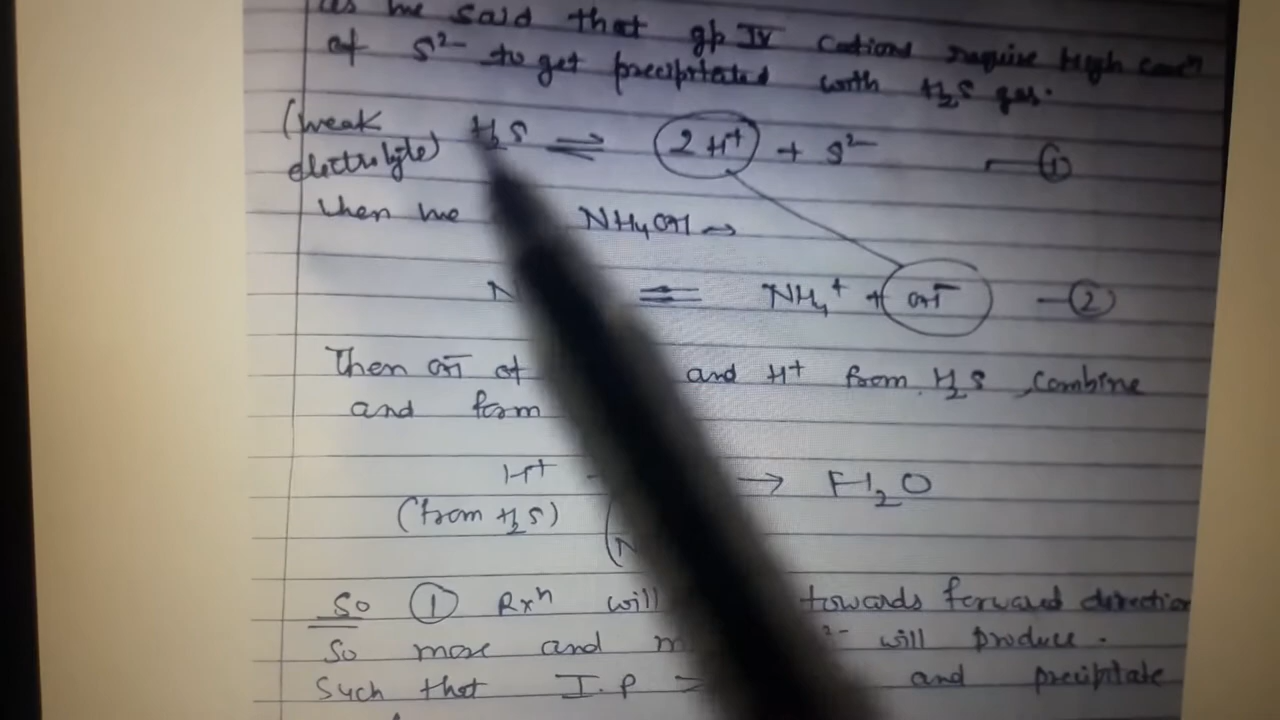 As we said that gp IV cations require high concn
of S²⁻ to get precipitated with H₂S gas.
(weak electrolyte) H₂S ⇌ 2H⁺ + S²⁻ —①
when we NH₄OH →
N ⇌ NH₄⁺ + OH⁻ —②
Then OH⁻ of and H⁺ from H₂S combine
and form
H⁺ → H₂O
(from H₂S) (N
So ① Rxⁿ will towards forward direction
So more and m ²⁻ will produce.
Such that I.P > and precipitate